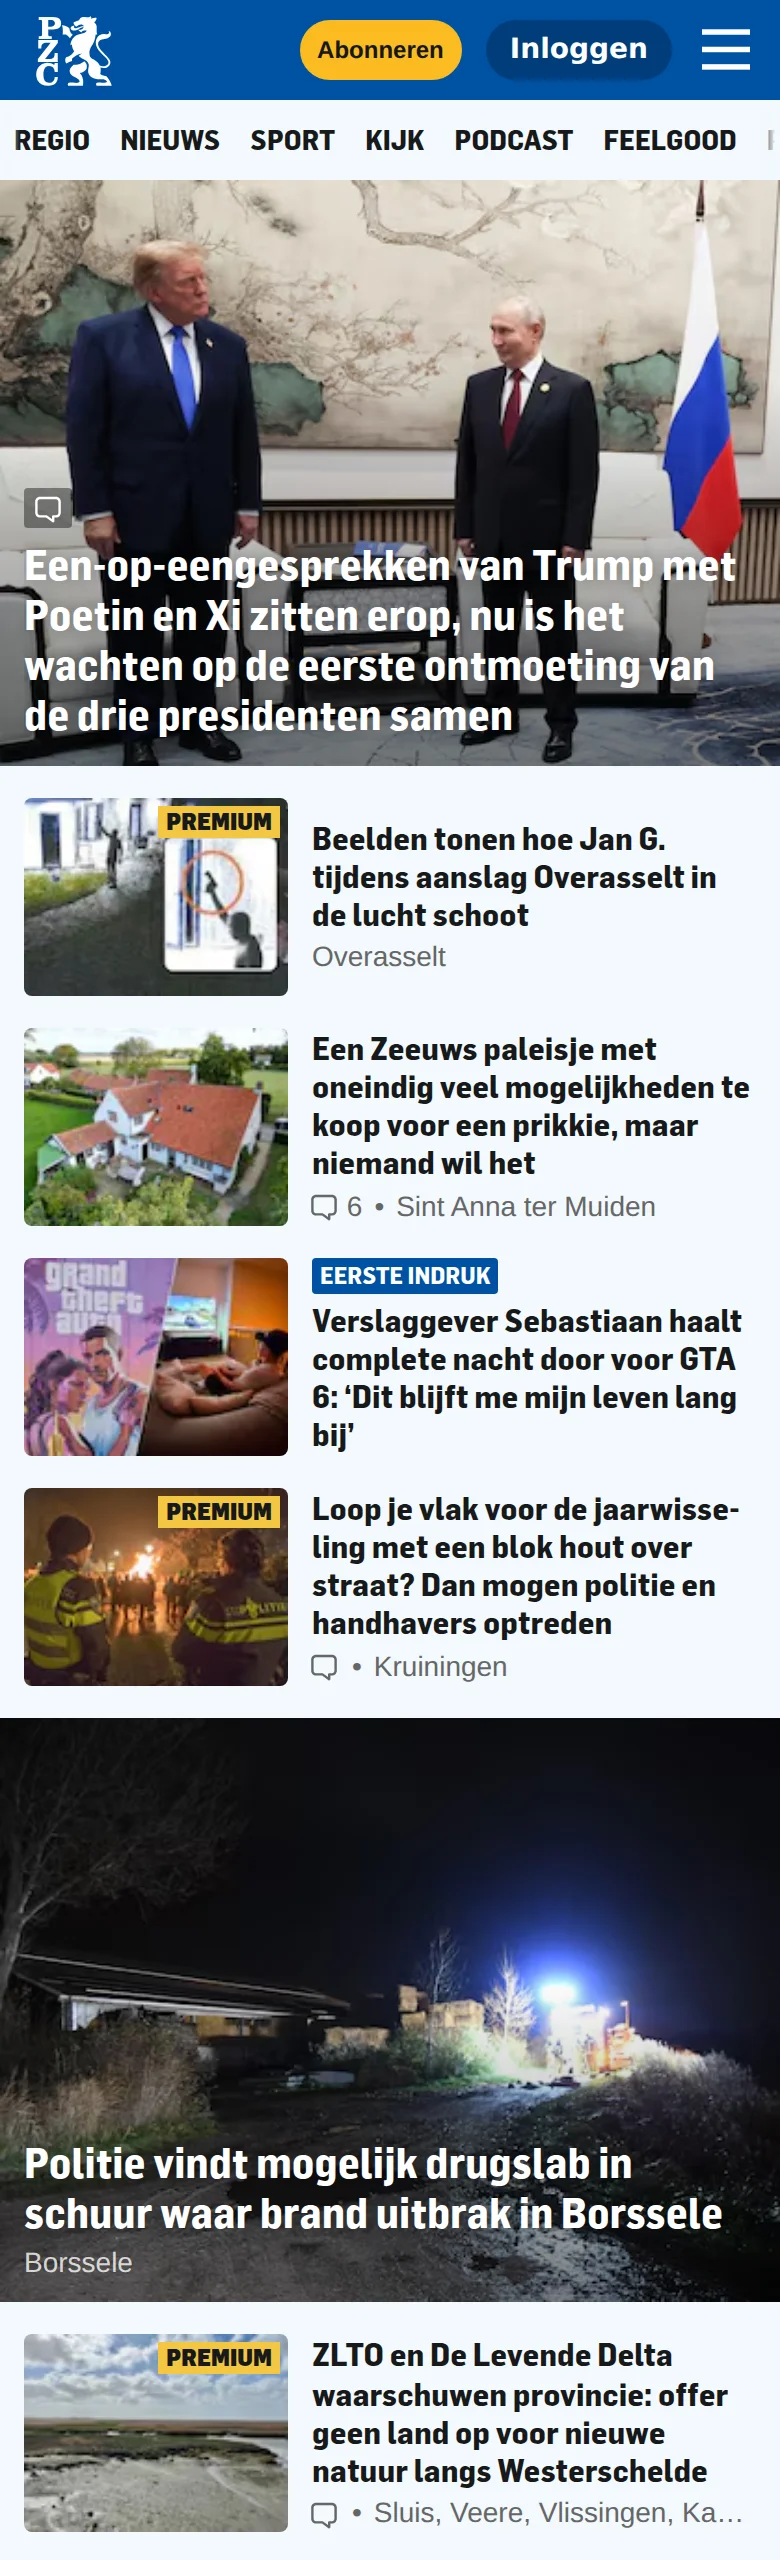 PZC
Abonneren
Inloggen
REGIO NIEUWS SPORT KIJK PODCAST FEELGOOD
Een-op-eengesprekken van Trump met
Poetin en Xi zitten erop, nu is het
wachten op de eerste ontmoeting van
de drie presidenten samen
PREMIUM
Beelden tonen hoe Jan G.
tijdens aanslag Overasselt in
de lucht schoot
Overasselt
Een Zeeuws paleisje met
oneindig veel mogelijkheden te
koop voor een prikkie, maar
niemand wil het
6 • Sint Anna ter Muiden
grand
theft
auto
EERSTE INDRUK
Verslaggever Sebastiaan haalt
complete nacht door voor GTA
6: ‘Dit blijft me mijn leven lang
bij’
PREMIUM
POLITIE
Loop je vlak voor de jaarwisse-
ling met een blok hout over
straat? Dan mogen politie en
handhavers optreden
• Kruiningen
Politie vindt mogelijk drugslab in
schuur waar brand uitbrak in Borssele
Borssele
PREMIUM
ZLTO en De Levende Delta
waarschuwen provincie: offer
geen land op voor nieuwe
natuur langs Westerschelde
• Sluis, Veere, Vlissingen, Ka…